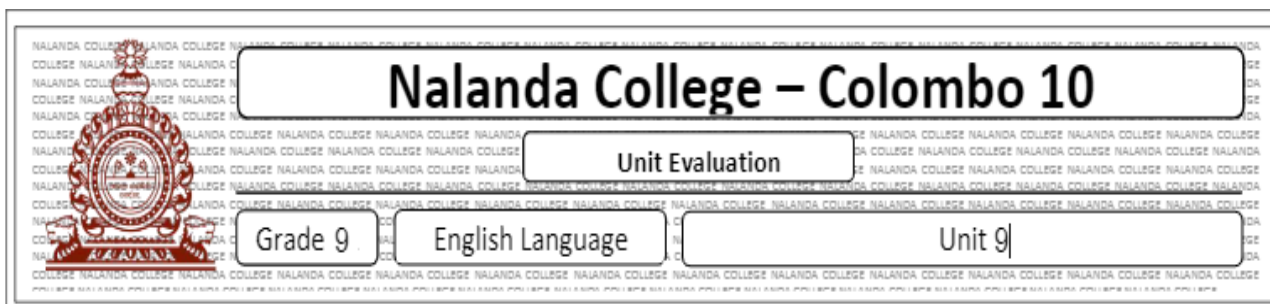 Nalanda College – Colombo 10
Unit Evaluation
Grade 9
English Language
Unit 9